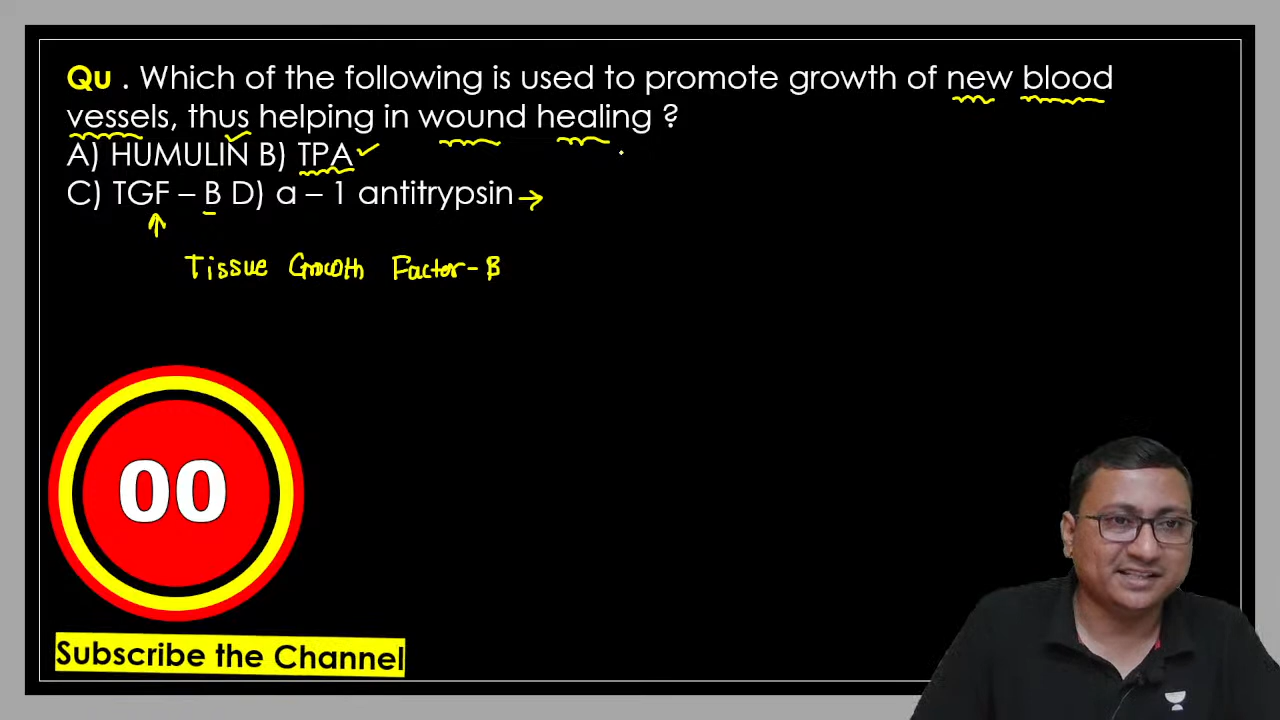 Qu . Which of the following is used to promote growth of new blood
vessels, thus helping in wound healing ?
A) HUMULIN B) TPA
C) TGF – B D) a – 1 antitrypsin
Tissue Growth Factor-B
00
Subscribe the Channel